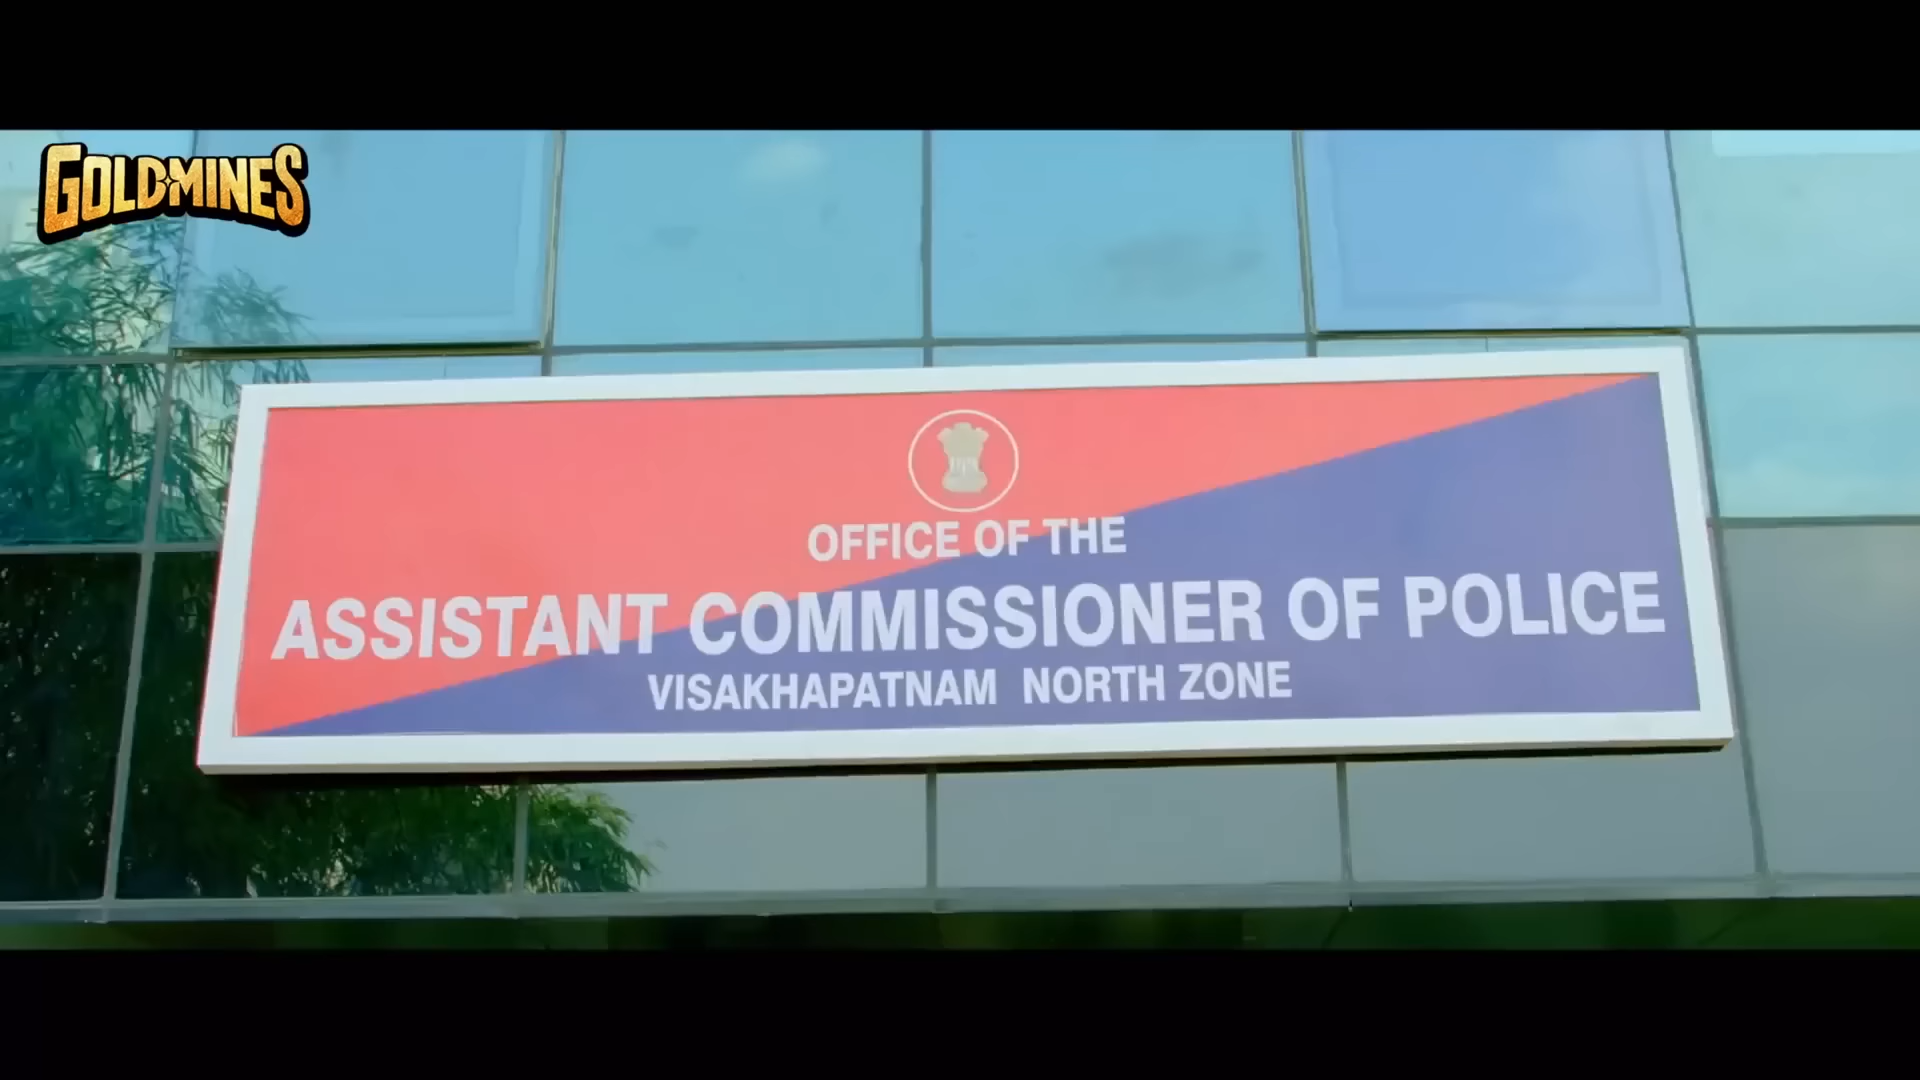 GOLDMINES
OFFICE OF THE
ASSISTANT COMMISSIONER OF POLICE
VISAKHAPATNAM NORTH ZONE